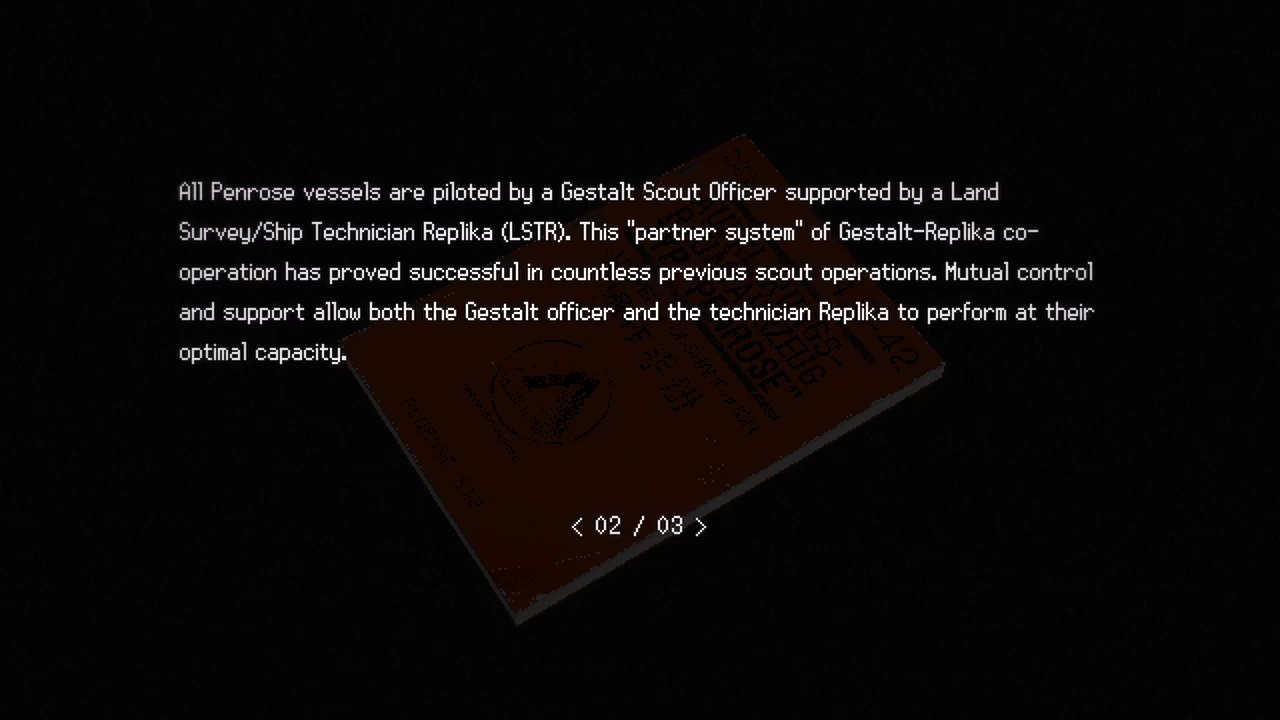 All Penrose vessels are piloted by a Gestalt Scout Officer supported by a Land
Survey/Ship Technician Replika (LSTR). This "partner system" of Gestalt-Replika co-
operation has proved successful in countless previous scout operations. Mutual control
and support allow both the Gestalt officer and the technician Replika to perform at their
optimal capacity.
< 02 / 03 >